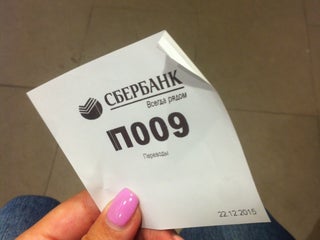 СБЕРБАНК
Всегда рядом
П009
Переводы
22.12.2015